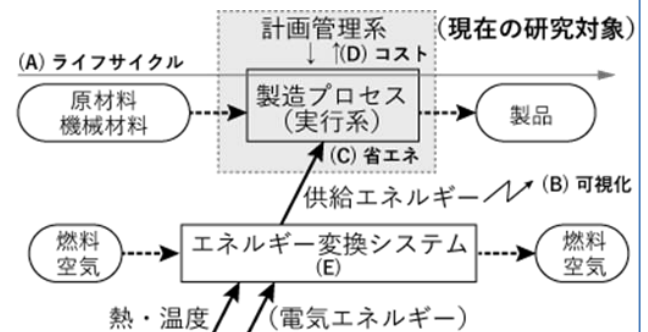 計画管理系
(現在の研究対象)
↓ ↑(D) コスト
(A) ライフサイクル
原材料
機械材料
製造プロセス
(実行系)
製品
(C) 省エネ
供給エネルギー
(B) 可視化
燃料
空気
エネルギー変換システム
(E)
燃料
空気
熱・温度
(電気エネルギー)